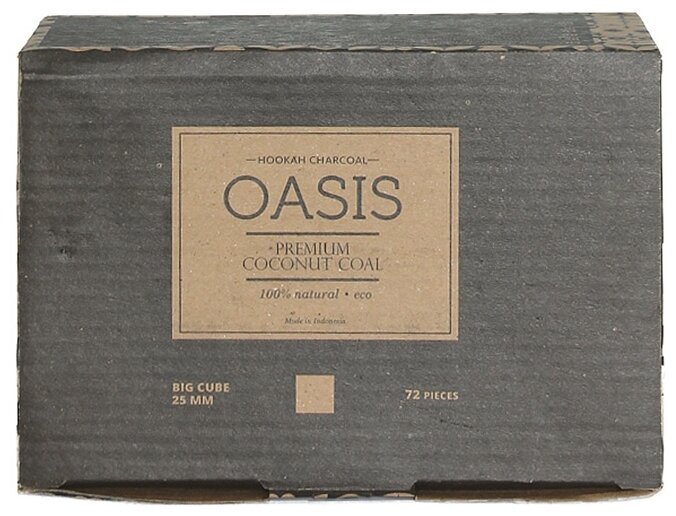 —HOOKAH CHARCOAL—
OASIS
PREMIUM
COCONUT COAL
100% natural • eco
Made in Indonesia
BIG CUBE
25 MM
72 PIECES